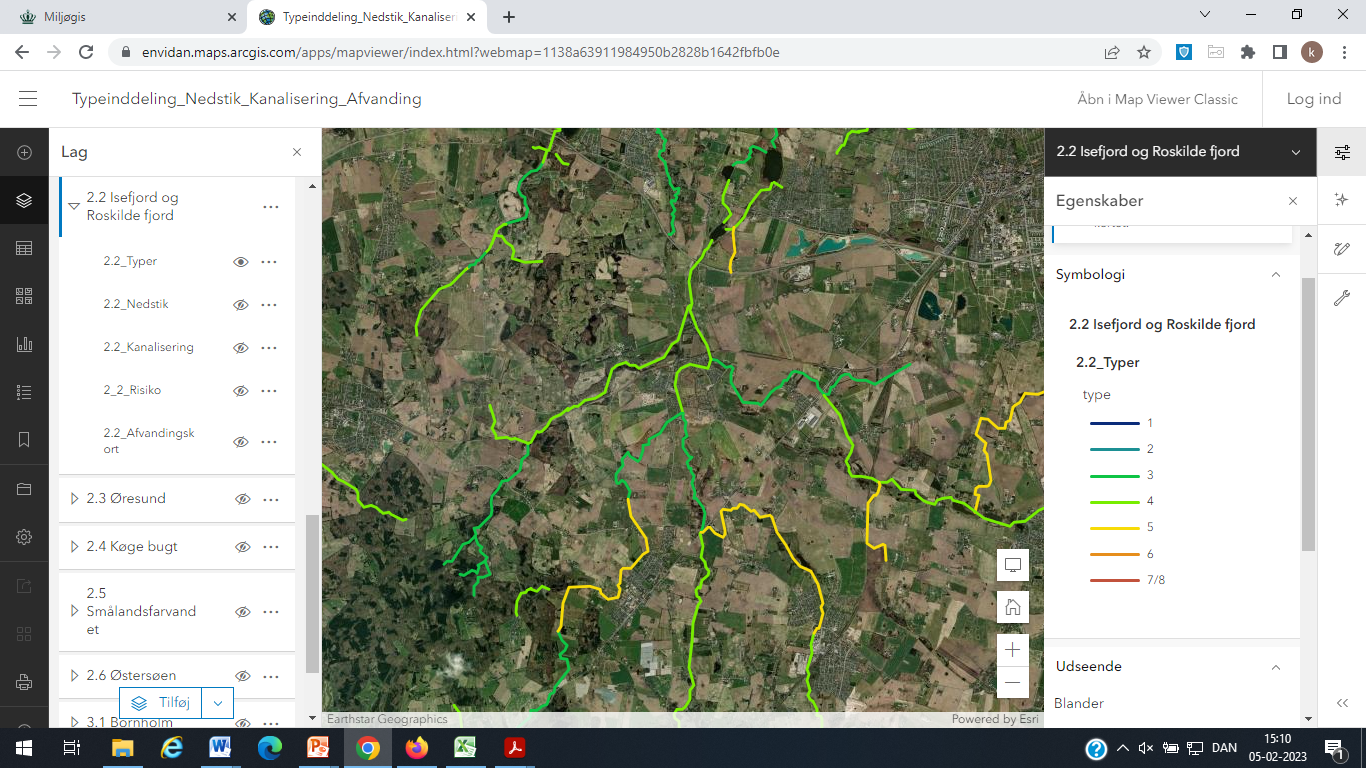 Miljøgis
Typeinddeling_Nedstik_Kanaliser
envidan.maps.arcgis.com/apps/mapviewer/index.html?webmap=1138a63911984950b2828b1642fbfb0e
k
Typeinddeling_Nedstik_Kanalisering_Afvanding
Åbn i Map Viewer Classic
Log ind
Lag
2.2 Isefjord og
Roskilde fjord
2.2_Typer
2.2_Nedstik
2.2_Kanalisering
2_2_Risiko
2.2_Afvandingsk
ort
2.3 Øresund
2.4 Køge bugt
2.5
Smålandsfarvand
et
2.6 Østersøen
Tilføj
3.1 Bornholm
Earthstar Geographics
Powered by Esri
2.2 Isefjord og Roskilde fjord
Egenskaber
Symbologi
2.2 Isefjord og Roskilde fjord
2.2_Typer
type
1
2
3
4
5
6
7/8
Udseende
Blander
DAN
15:10
05-02-2023
1